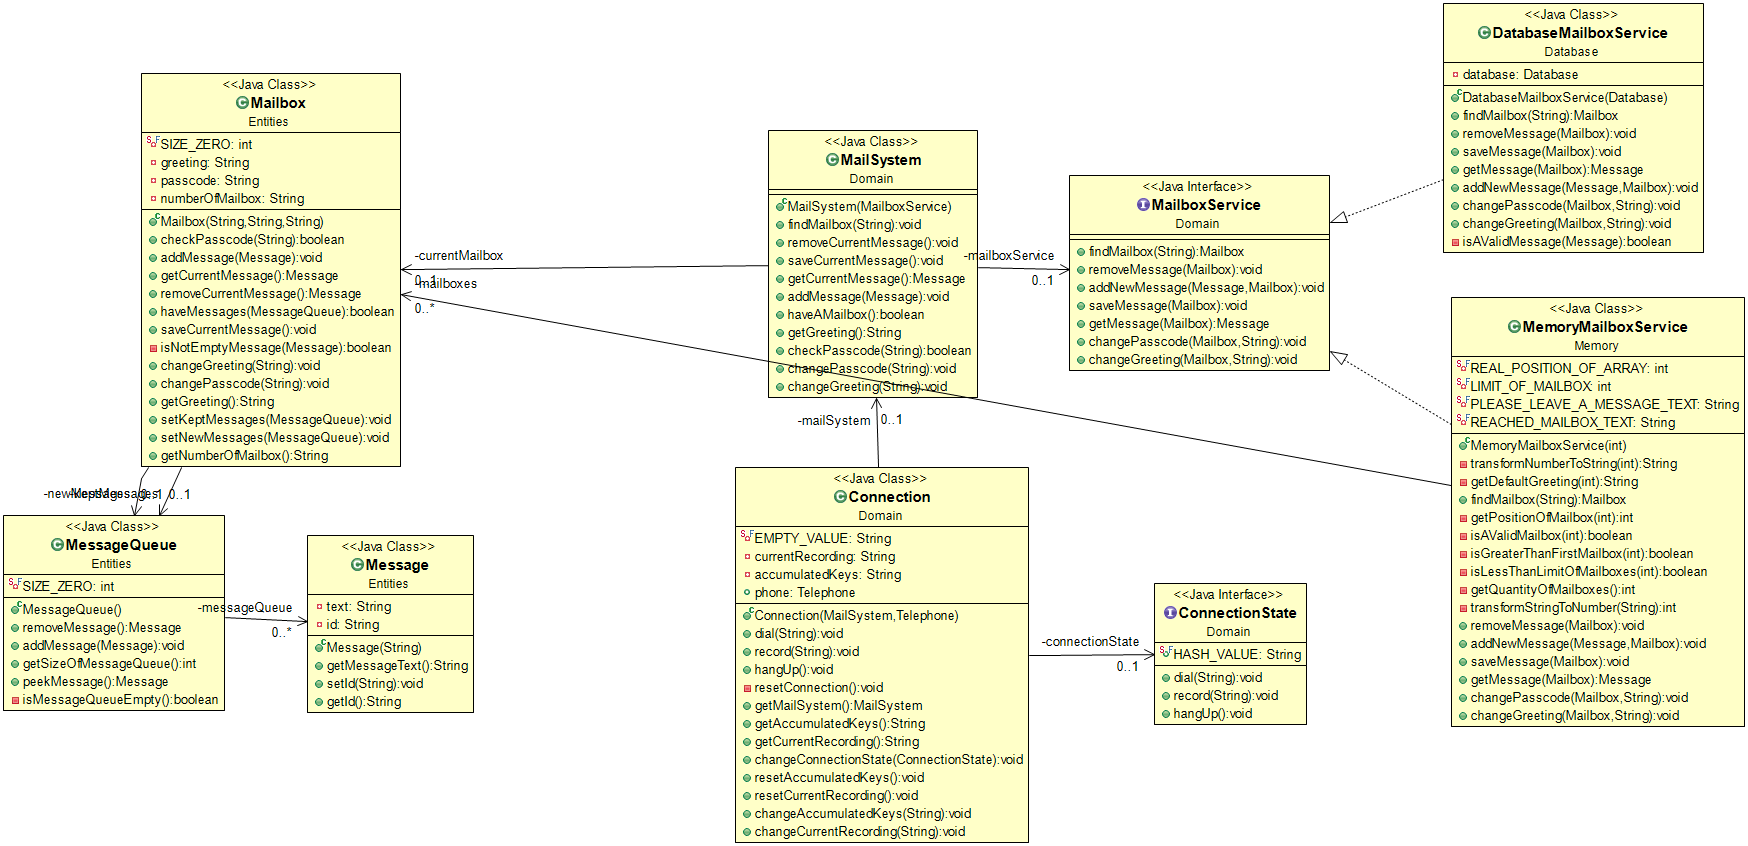 <<Java Class>>
Mailbox
Entities
SIZE_ZERO: int
greeting: String
passcode: String
numberOfMailbox: String
Mailbox(String,String,String)
checkPasscode(String):boolean
addMessage(Message):void
getCurrentMessage():Message
removeCurrentMessage():Message
haveMessages(MessageQueue):boolean
saveCurrentMessage():void
isNotEmptyMessage(Message):boolean
changeGreeting(String):void
changePasscode(String):void
getGreeting():String
setKeptMessages(MessageQueue):void
setNewMessages(MessageQueue):void
getNumberOfMailbox():String
-currentMailbox
0..1
-mailboxes
0..*
<<Java Class>>
MailSystem
Domain
MailSystem(MailboxService)
findMailbox(String):void
removeCurrentMessage():void
saveCurrentMessage():void
getCurrentMessage():Message
addMessage(Message):void
haveAMailbox():boolean
getGreeting():String
checkPasscode(String):boolean
changePasscode(String):void
changeGreeting(String):void
-mailboxService
0..1
<<Java Interface>>
MailboxService
Domain
findMailbox(String):Mailbox
removeMessage(Mailbox):void
addNewMessage(Message,Mailbox):void
saveMessage(Mailbox):void
getMessage(Mailbox):Message
changePasscode(Mailbox,String):void
changeGreeting(Mailbox,String):void
<<Java Class>>
DatabaseMailboxService
Database
database: Database
DatabaseMailboxService(Database)
findMailbox(String):Mailbox
removeMessage(Mailbox):void
saveMessage(Mailbox):void
getMessage(Mailbox):Message
addNewMessage(Message,Mailbox):void
changePasscode(Mailbox,String):void
changeGreeting(Mailbox,String):void
isAValidMessage(Message):boolean
<<Java Class>>
MemoryMailboxService
Memory
REAL_POSITION_OF_ARRAY: int
LIMIT_OF_MAILBOX: int
PLEASE_LEAVE_A_MESSAGE_TEXT: String
REACHED_MAILBOX_TEXT: String
MemoryMailboxService(int)
transformNumberToString(int):String
getDefaultGreeting(int):String
findMailbox(String):Mailbox
getPositionOfMailbox(int):int
isAValidMailbox(int):boolean
isGreaterThanFirstMailbox(int):boolean
isLessThanLimitOfMailboxes(int):boolean
getQuantityOfMailboxes():int
transformStringToNumber(String):int
removeMessage(Mailbox):void
addNewMessage(Message,Mailbox):void
saveMessage(Mailbox):void
getMessage(Mailbox):Message
changePasscode(Mailbox,String):void
changeGreeting(Mailbox,String):void
0..1
0..1
<<Java Class>>
MessageQueue
Entities
SIZE_ZERO: int
MessageQueue()
removeMessage():Message
addMessage(Message):void
getSizeOfMessageQueue():int
peekMessage():Message
isMessageQueueEmpty():boolean
-messageQueue
0..*
<<Java Class>>
Message
Entities
text: String
id: String
Message(String)
getMessageText():String
setId(String):void
getId():String
-mailSystem
0..1
<<Java Class>>
Connection
Domain
EMPTY_VALUE: String
currentRecording: String
accumulatedKeys: String
phone: Telephone
Connection(MailSystem,Telephone)
dial(String):void
record(String):void
hangUp():void
resetConnection():void
getMailSystem():MailSystem
getAccumulatedKeys():String
getCurrentRecording():String
changeConnectionState(ConnectionState):void
resetAccumulatedKeys():void
resetCurrentRecording():void
changeAccumulatedKeys(String):void
changeCurrentRecording(String):void
-connectionState
0..1
<<Java Interface>>
ConnectionState
Domain
HASH_VALUE: String
dial(String):void
record(String):void
hangUp():void